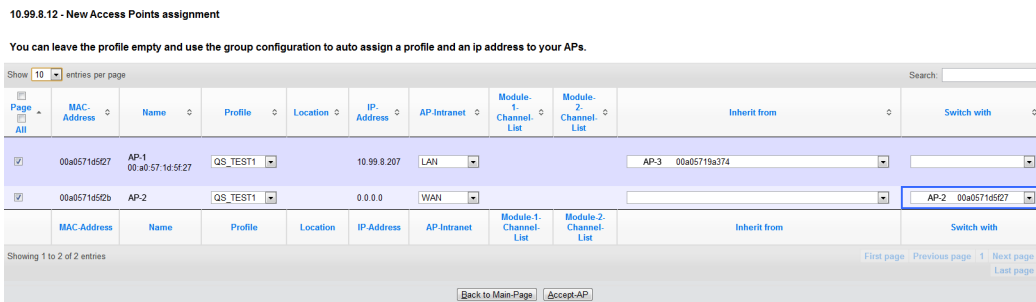 10.99.8.12 - New Access Points assignment
You can leave the profile empty and use the group configuration to auto assign a profile and an ip address to your APs.
Show 10 entries per page Search:
Page All MAC-Address Name Profile Location IP-Address AP-Intranet Module-1-Channel-List Module-2-Channel-List Inherit from Switch with
00a0571d5f27 AP-1 00:a0:57:1d:5f:27 QS_TEST1 10.99.8.207 LAN AP-3 00a05719a374
00a0571d5f2b AP-2 QS_TEST1 0.0.0.0 WAN AP-2 00a0571d5f27
MAC-Address Name Profile Location IP-Address AP-Intranet Module-1-Channel-List Module-2-Channel-List Inherit from Switch with
Showing 1 to 2 of 2 entries First page Previous page 1 Next page
Last page
Back to Main-Page Accept-AP